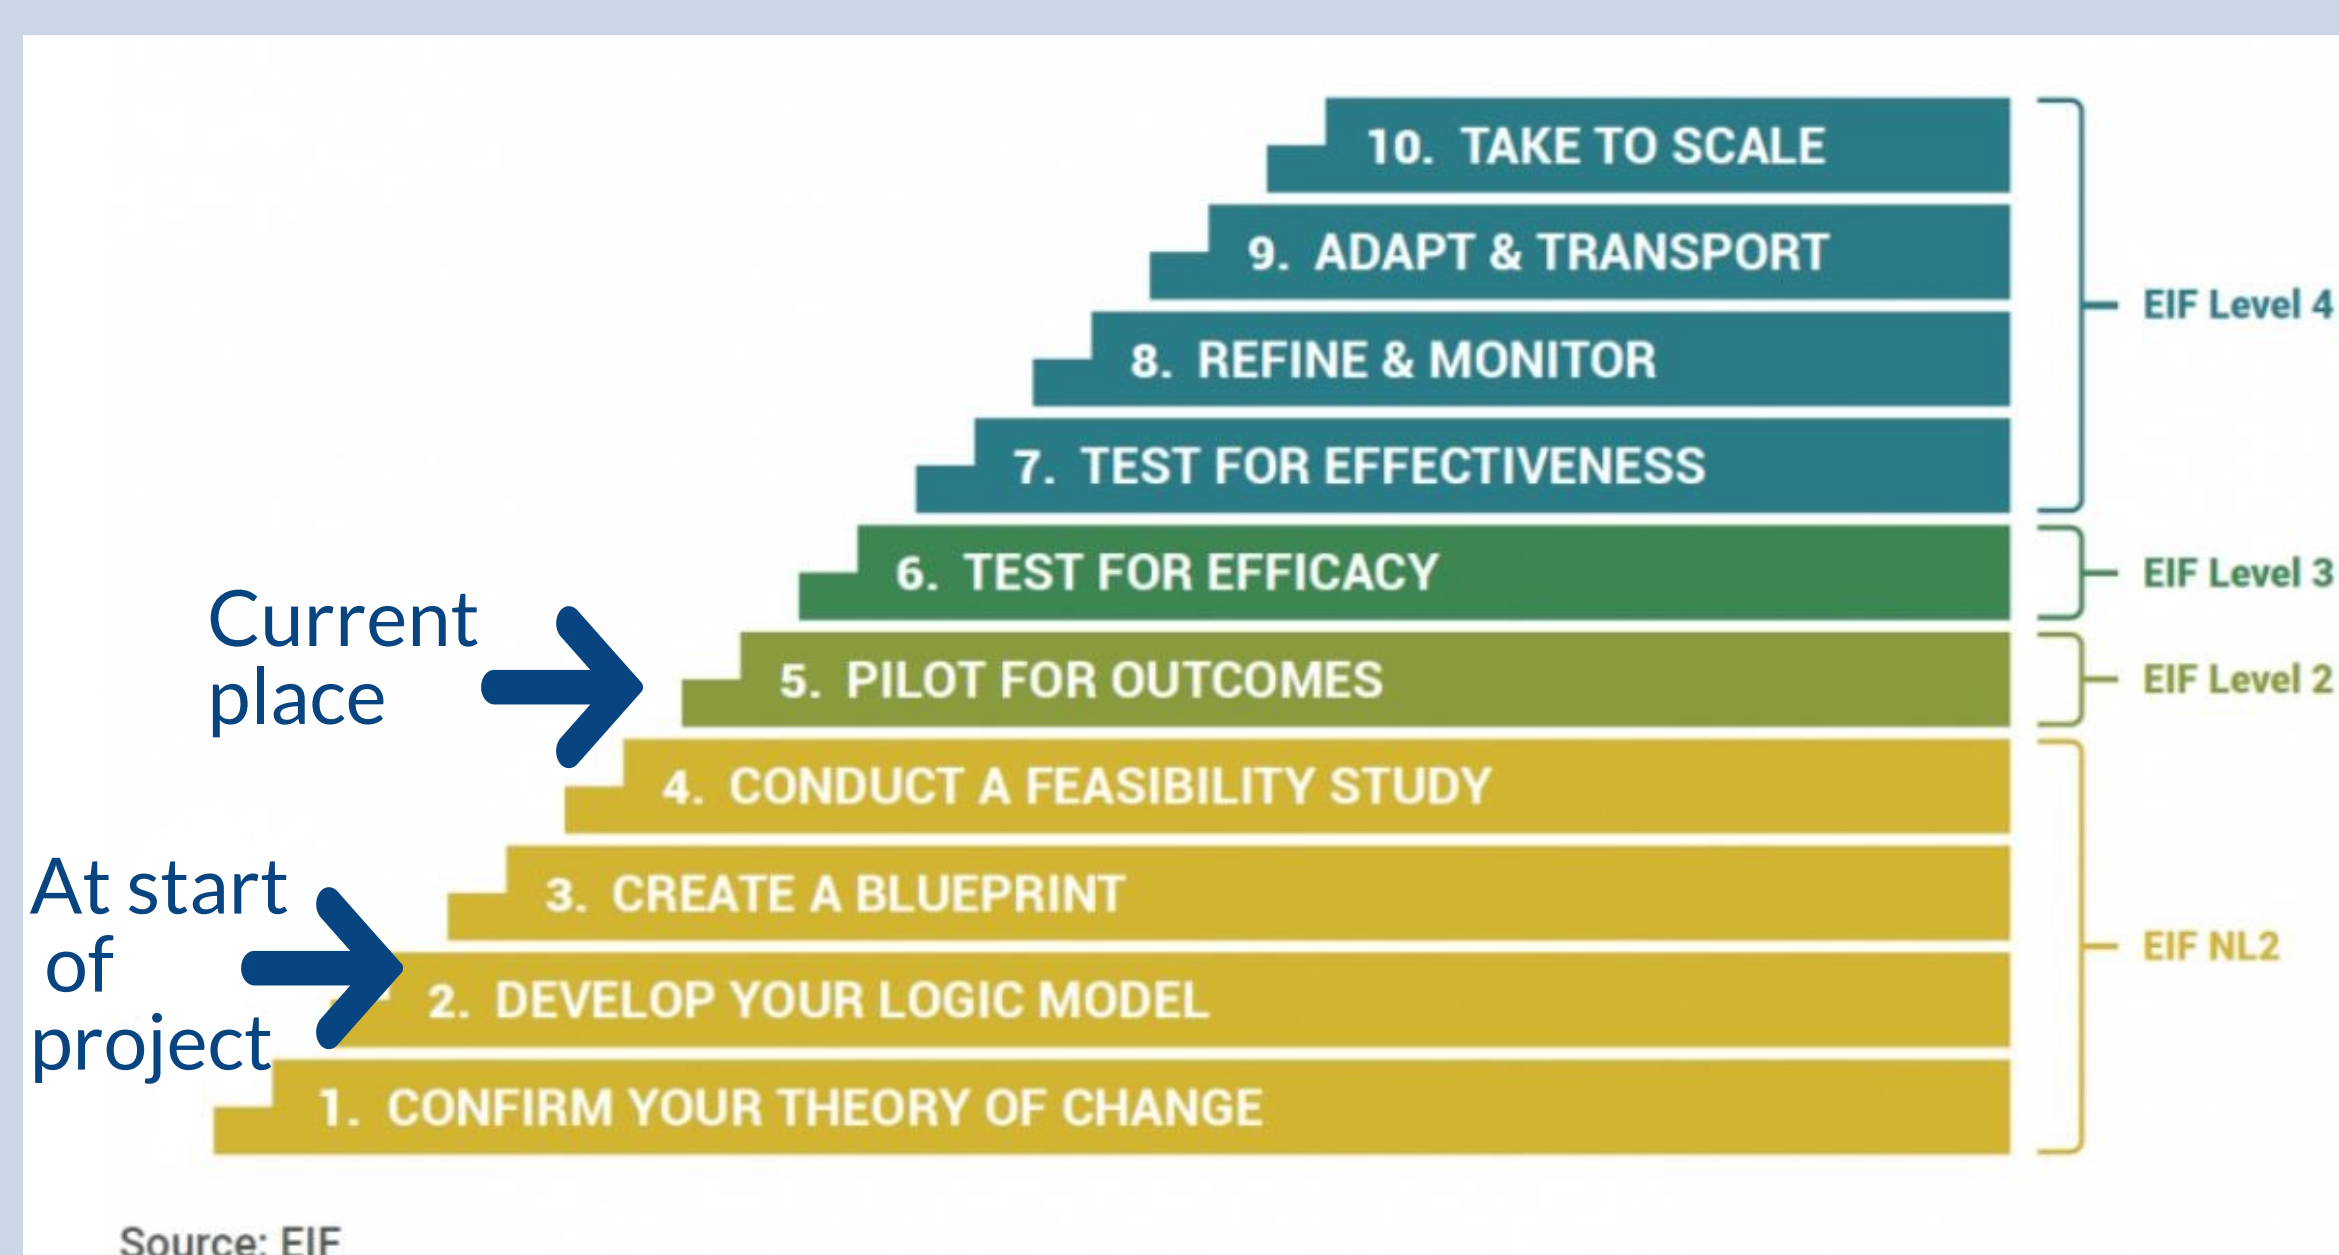 10. TAKE TO SCALE
9. ADAPT & TRANSPORT
EIF Level 4
8. REFINE & MONITOR
7. TEST FOR EFFECTIVENESS
6. TEST FOR EFFICACY
EIF Level 3
Current
place
5. PILOT FOR OUTCOMES
EIF Level 2
4. CONDUCT A FEASIBILITY STUDY
3. CREATE A BLUEPRINT
EIF NL2
At start
of
project
2. DEVELOP YOUR LOGIC MODEL
1. CONFIRM YOUR THEORY OF CHANGE
Source: EIF